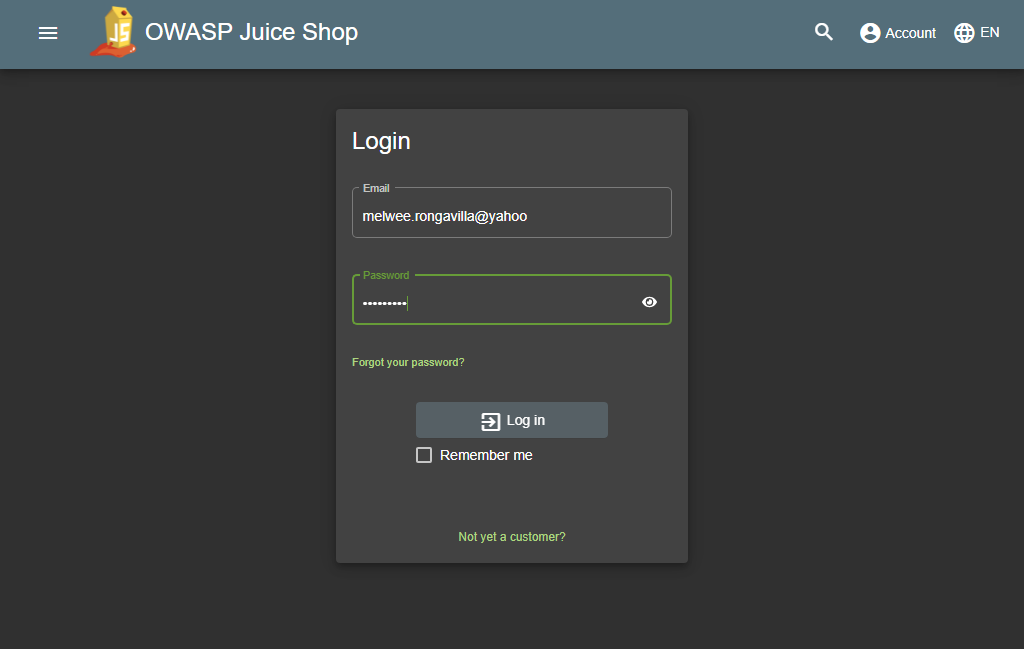 OWASP Juice Shop
Account
EN
Login
Email
melwee.rongavilla@yahoo
Password
•••••••••
Forgot your password?
Log in
Remember me
Not yet a customer?